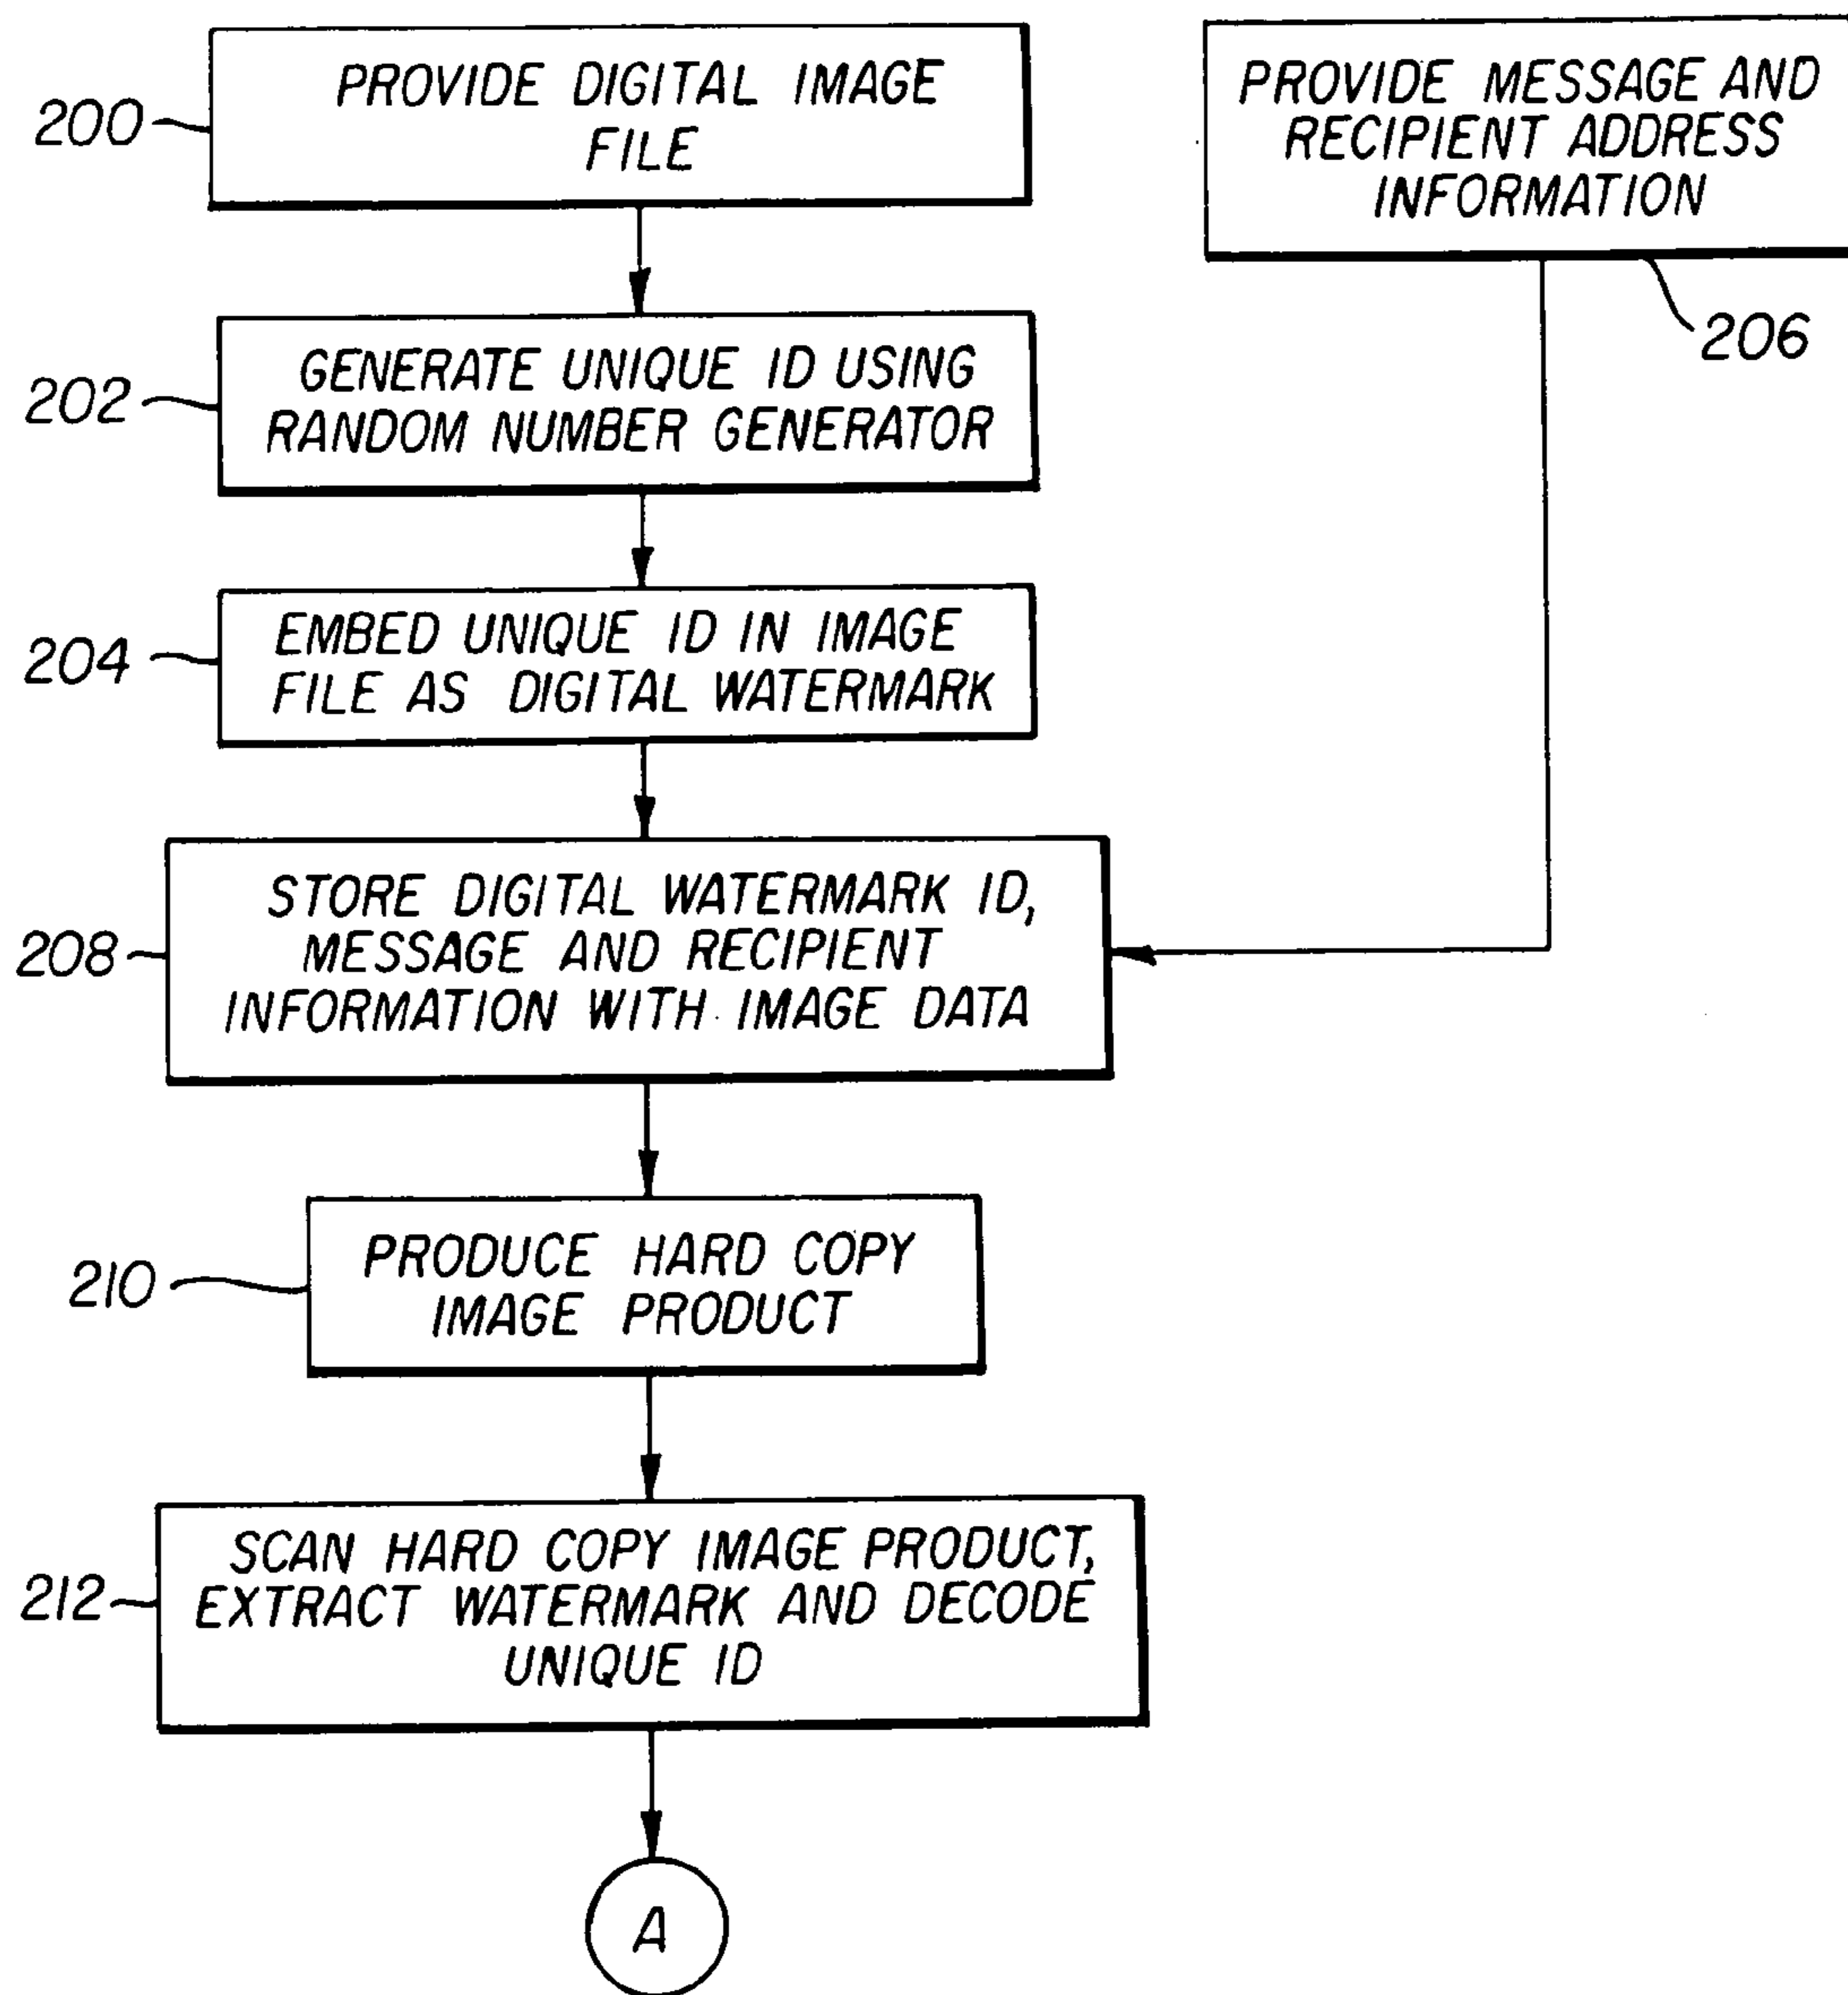 200
PROVIDE DIGITAL IMAGE
FILE
PROVIDE MESSAGE AND
RECIPIENT ADDRESS
INFORMATION
206
202
GENERATE UNIQUE ID USING
RANDOM NUMBER GENERATOR
204
EMBED UNIQUE ID IN IMAGE
FILE AS DIGITAL WATERMARK
208
STORE DIGITAL WATERMARK ID,
MESSAGE AND RECIPIENT
INFORMATION WITH IMAGE DATA
210
PRODUCE HARD COPY
IMAGE PRODUCT
212
SCAN HARD COPY IMAGE PRODUCT,
EXTRACT WATERMARK AND DECODE
UNIQUE ID
A